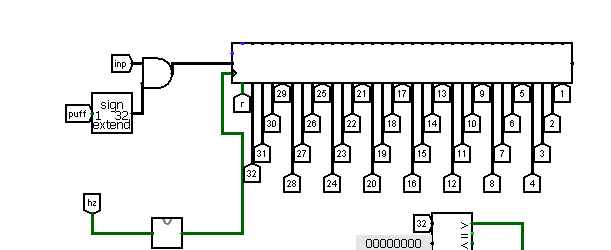 inp
sign
puff 1 32
extend
29 25 21 17 13 9 5 1
r
30 26 22 18 14 10 6 2
31 27 23 19 15 11 7 3
32
28 24 20 16 12 8 4
hz
32
>
00000000 =
<